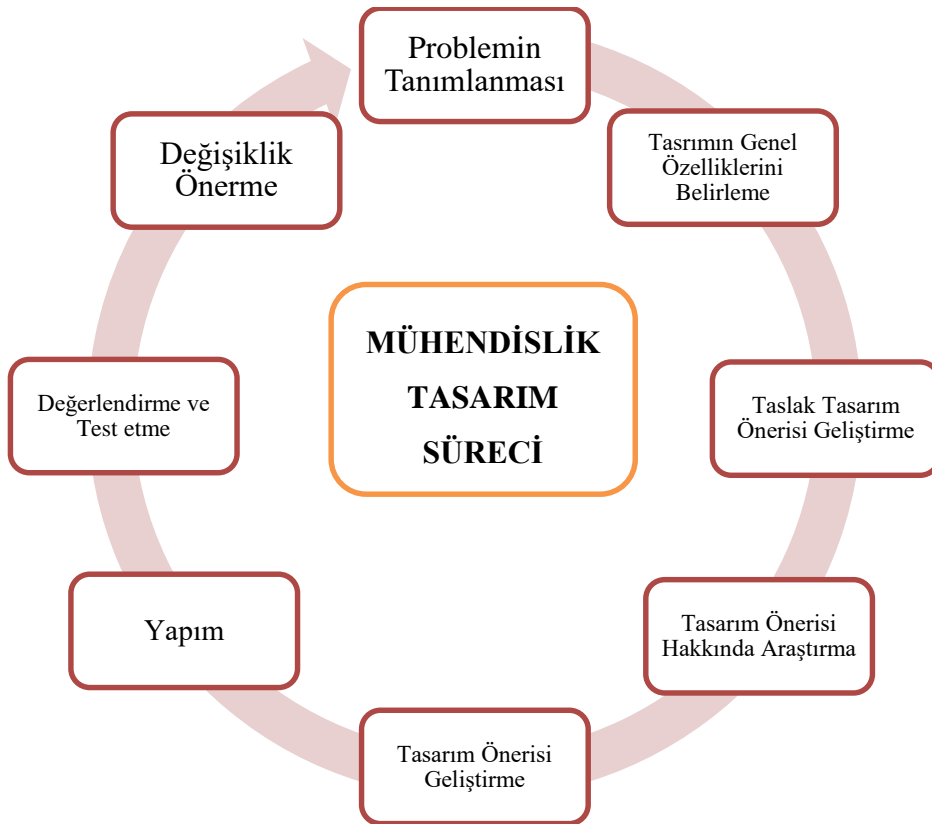 Problemin
Tanımlanması
Tasrımın Genel
Özelliklerini
Belirleme
Taslak Tasarım
Önerisi Geliştirme
Tasarım Önerisi
Hakkında Araştırma
Tasarım Önerisi
Geliştirme
Yapım
Değerlendirme ve
Test etme
Değişiklik
Önerme
MÜHENDİSLİK
TASARIM
SÜRECİ